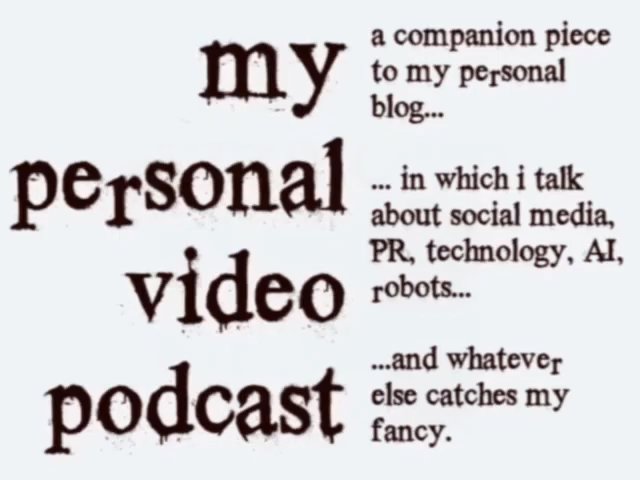 my
personal
video
podcast
a companion piece
to my personal
blog...
... in which i talk
about social media,
PR, technology, AI,
robots...
...and whatever
else catches my
fancy.